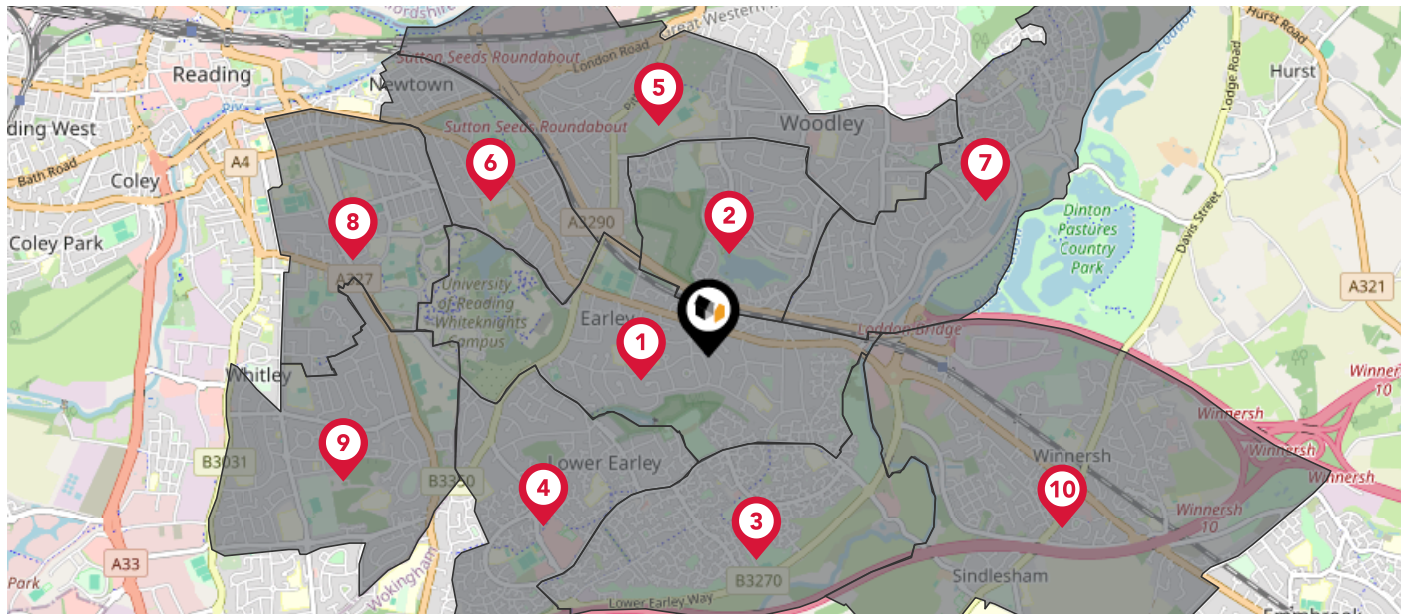 Sutton Seeds Roundabout
London Road
Reading
Newtown
5
Hurst Road
Lodge Road
Hurst
ding West
Sutton Seeds Roundabout
Woodley
A4
Bath Road
Coley
6
7
8
2
A3290
Coley Park
Dinton
Pastures
Country
Park
Davis Street
A327
University
of Reading
Whiteknights
Campus
A321
Earley
Loddon Bridge
1
Whitley
Winner
10
Winnersh
9
B3031
Lower Earley
Winnersh
Winnersh
Winnersh
B3350
4
10
3
Winnersh
10
A33
Park
Wokingham
B3270
Sindlesham
Lower Earley Way